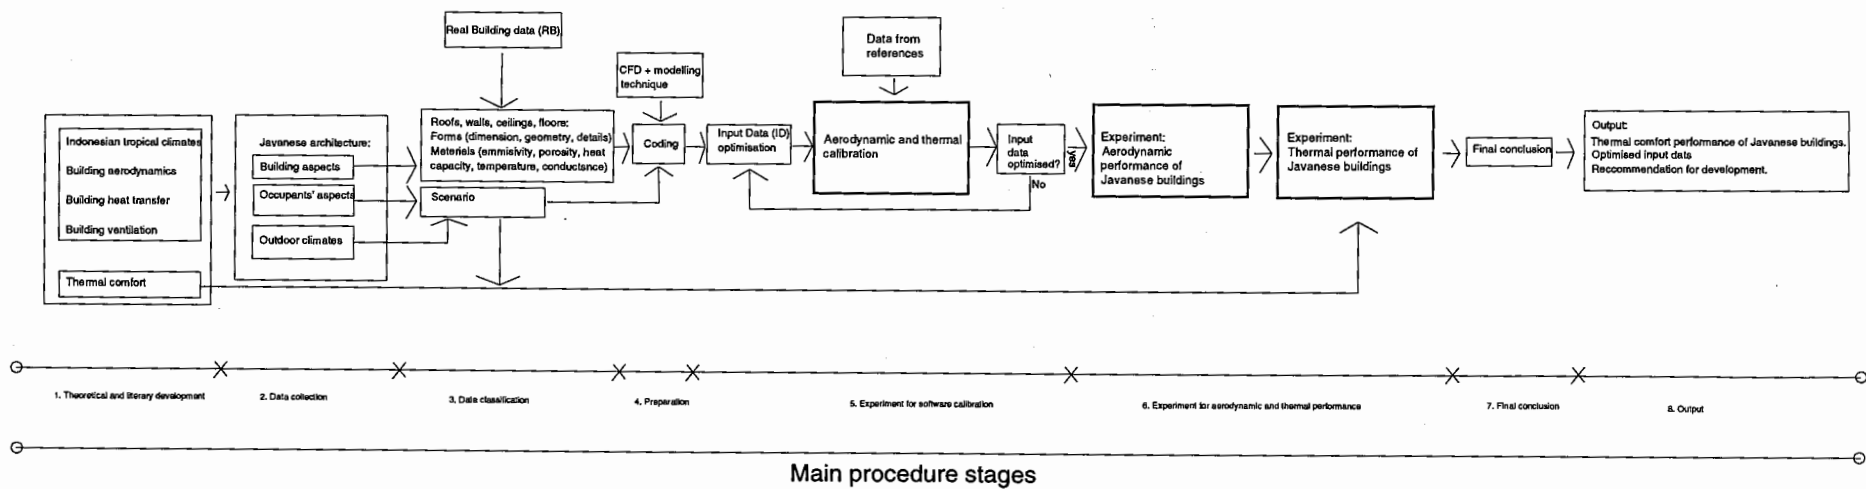 Real Building data (RB)
Data from
references
CFD + modelling
technique
Indonesian tropical climates
Building aerodynamics
Building heat transfer
Building ventilation
Thermal comfort
Javanese architecture:
Building aspects
Occupants' aspects
Outdoor climates
Roofs, walls, ceilings, floors:
Forms (dimension, geometry, details)
Materials (emmisivity, porosity, heat
capacity, temperature, conductance)
Scenario
Coding
Input Data (ID)
optimisation
Aerodynamic and thermal
calibration
Input
data
optimised?
yes
No
Experiment:
Aerodynamic
performance of
Javanese buildings
Experiment:
Thermal performance of
Javanese buildings
Final conclusion
Output:
Thermal comfort performance of Javanese buildings.
Optimised input data
Reccommendation for development.
1. Theoretical and literary development
2. Data collection
3. Data classification
4. Preparation
5. Experiment for software calibration
6. Experiment for aerodynamic and thermal performance
7. Final conclusion
8. Output
Main procedure stages